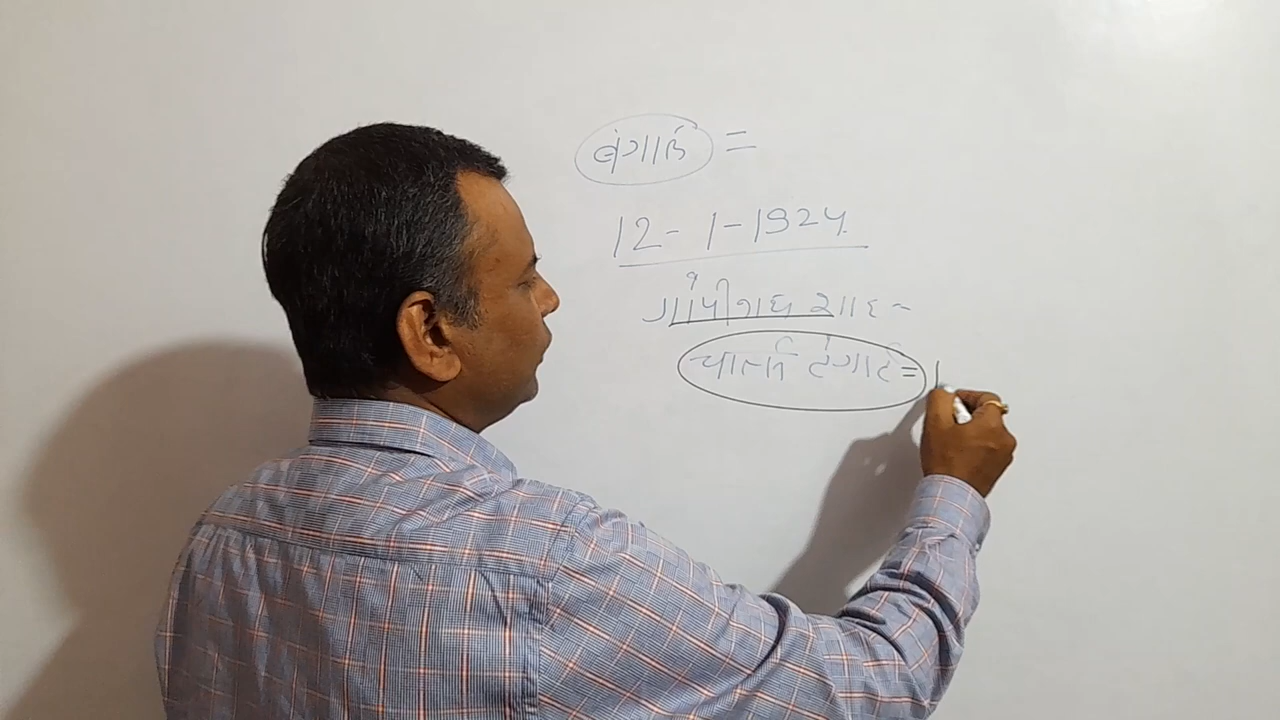 बंगाल =
12-1-1924
गोपीनाथ साह -
चार्ल्स टेगार्ट =